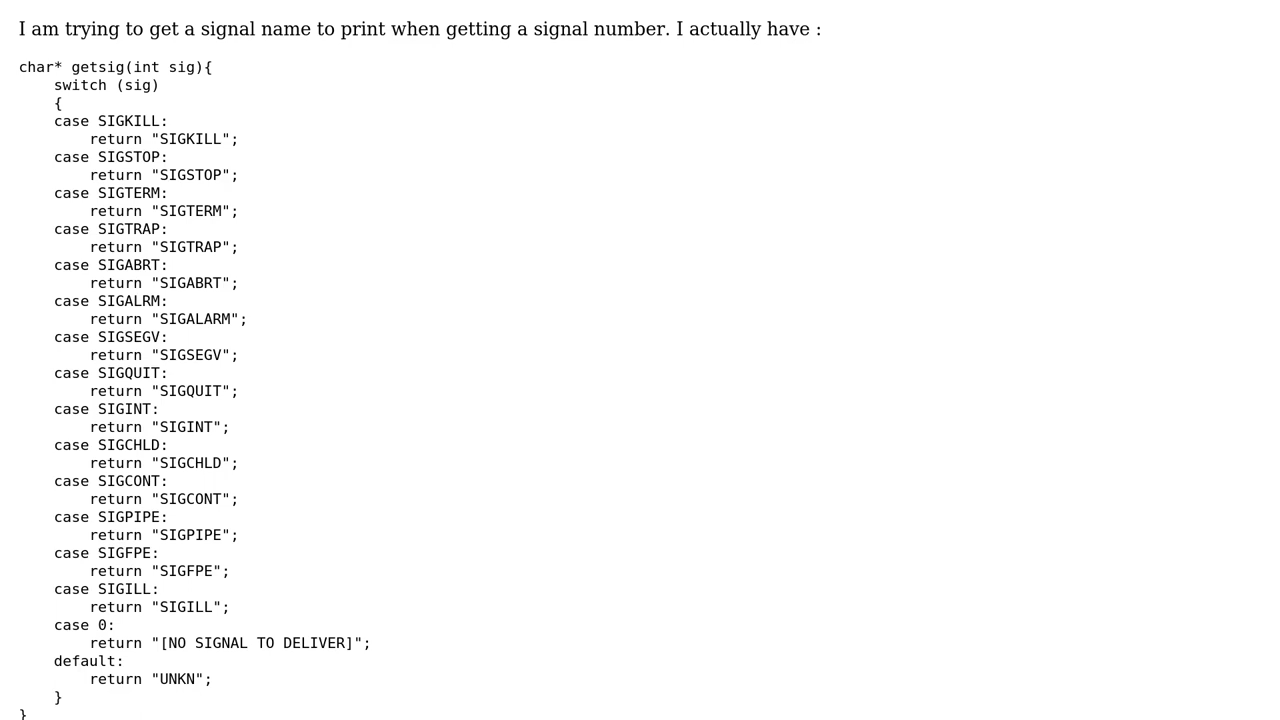 I am trying to get a signal name to print when getting a signal number. I actually have :
char* getsig(int sig){
    switch (sig)
    {
    case SIGKILL:
        return "SIGKILL";
    case SIGSTOP:
        return "SIGSTOP";
    case SIGTERM:
        return "SIGTERM";
    case SIGTRAP:
        return "SIGTRAP";
    case SIGABRT:
        return "SIGABRT";
    case SIGALRM:
        return "SIGALARM";
    case SIGSEGV:
        return "SIGSEGV";
    case SIGQUIT:
        return "SIGQUIT";
    case SIGINT:
        return "SIGINT";
    case SIGCHLD:
        return "SIGCHLD";
    case SIGCONT:
        return "SIGCONT";
    case SIGPIPE:
        return "SIGPIPE";
    case SIGFPE:
        return "SIGFPE";
    case SIGILL:
        return "SIGILL";
    case 0:
        return "[NO SIGNAL TO DELIVER]";
    default:
        return "UNKN";
    }
}